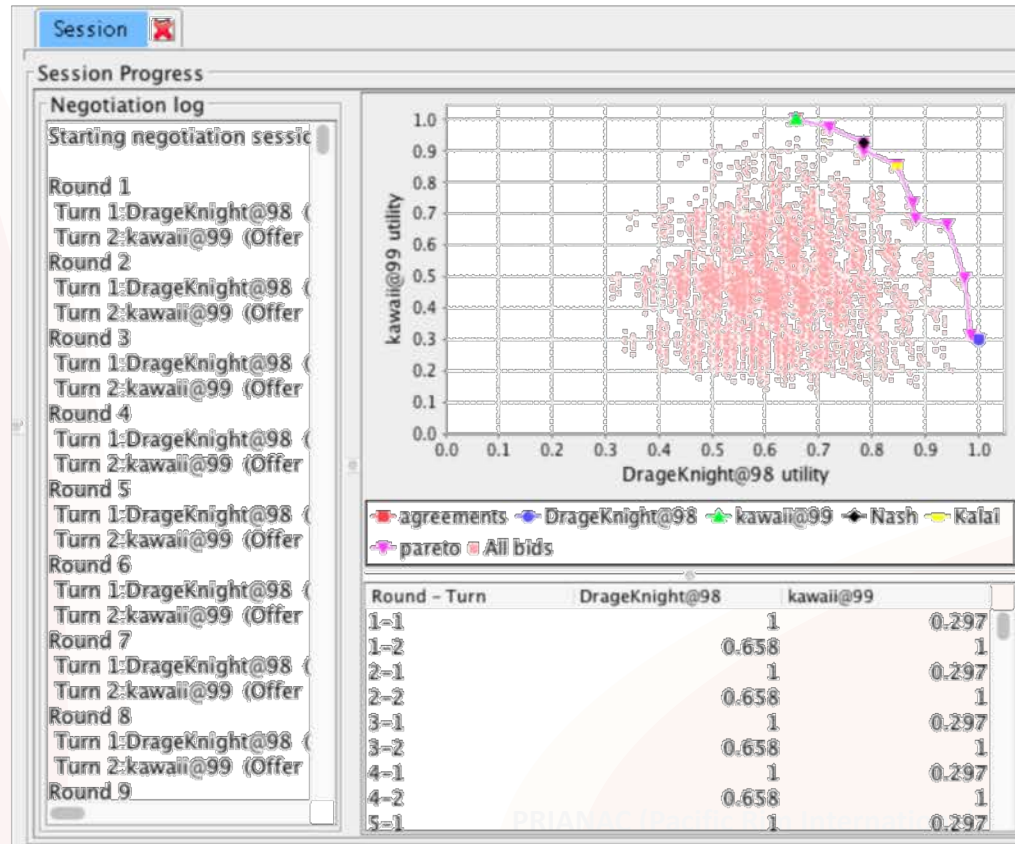 Session
Session Progress
Negotiation log
Starting negotiation sessic
Round 1
Turn 1:DrageKnight@98 (
Turn 2:kawaii@99 (Offer
Round 2
Turn 1:DrageKnight@98 (
Turn 2:kawaii@99 (Offer
Round 3
Turn 1:DrageKnight@98 (
Turn 2:kawaii@99 (Offer
Round 4
Turn 1:DrageKnight@98 (
Turn 2:kawaii@99 (Offer
Round 5
Turn 1:DrageKnight@98 (
Turn 2:kawaii@99 (Offer
Round 6
Turn 1:DrageKnight@98 (
Turn 2:kawaii@99 (Offer
Round 7
Turn 1:DrageKnight@98 (
Turn 2:kawaii@99 (Offer
Round 8
Turn 1:DrageKnight@98 (
Turn 2:kawaii@99 (Offer
Round 9
kawaii@99 utility
1.0
0.9
0.8
0.7
0.6
0.5
0.4
0.3
0.2
0.1
0.0
0.0 0.1 0.2 0.3 0.4 0.5 0.6 0.7 0.8 0.9 1.0
DrageKnight@98 utility
agreements DrageKnight@98 kawaii@99 Nash Kalai
pareto All bids
Round - Turn DrageKnight@98 kawaii@99
1-1 1 0.297
1-2 0.658 1
2-1 1 0.297
2-2 0.658 1
3-1 1 0.297
3-2 0.658 1
4-1 1 0.297
4-2 0.658 1
5-1 1 0.297
PRIANAC (Pacific Rim Internati